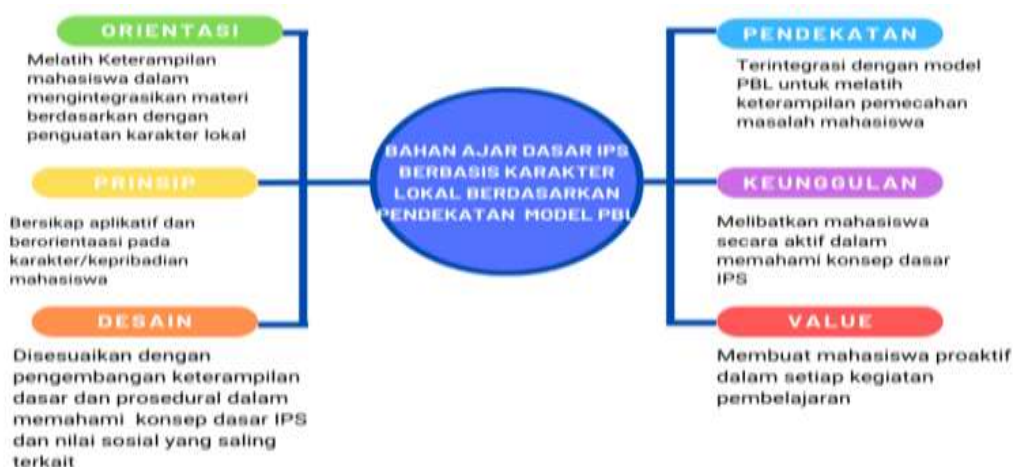 ORIENTASI
Melatih Keterampilan
mahasiswa dalam
mengintegrasikan materi
berdasarkan dengan
penguatan karakter lokal
PRINSIP
Bersikap aplikatif dan
berorientaasi pada
karakter/kepribadian
mahasiswa
DESAIN
Disesuaikan dengan
pengembangan keterampilan
dasar dan prosedural dalam
memahami konsep dasar IPS
dan nilai sosial yang saling
terkait
BAHAN AJAR DASAR IPS
BERBASIS KARAKTER
LOKAL BERDASARKAN
PENDEKATAN MODEL PBL
PENDEKATAN
Terintegrasi dengan model
PBL untuk melatih
keterampilan pemecahan
masalah mahasiswa
KEUNGGULAN
Melibatkan mahasiswa
secara aktif dalam
memahami konsep dasar
IPS
VALUE
Membuat mahasiswa proaktif
dalam setiap kegiatan
pembelajaran